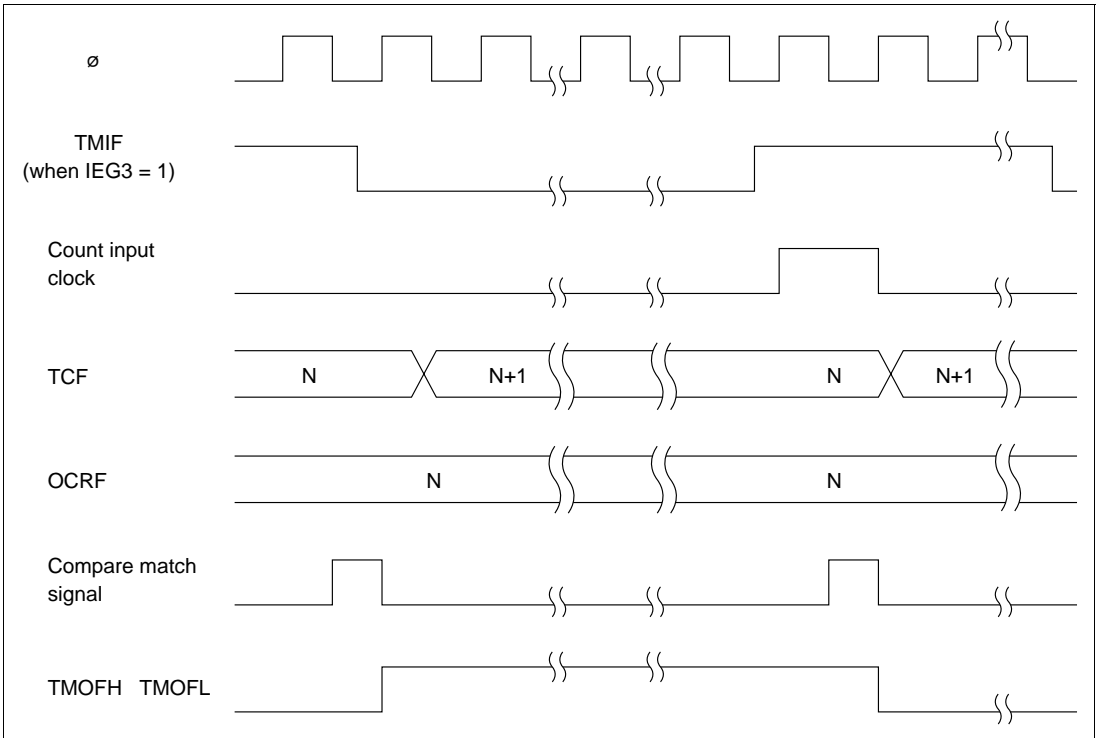 ø
TMIF
(when IEG3 = 1)
Count input
clock
TCF
N
N+1
N
N+1
OCRF
N
N
Compare match
signal
TMOFH TMOFL